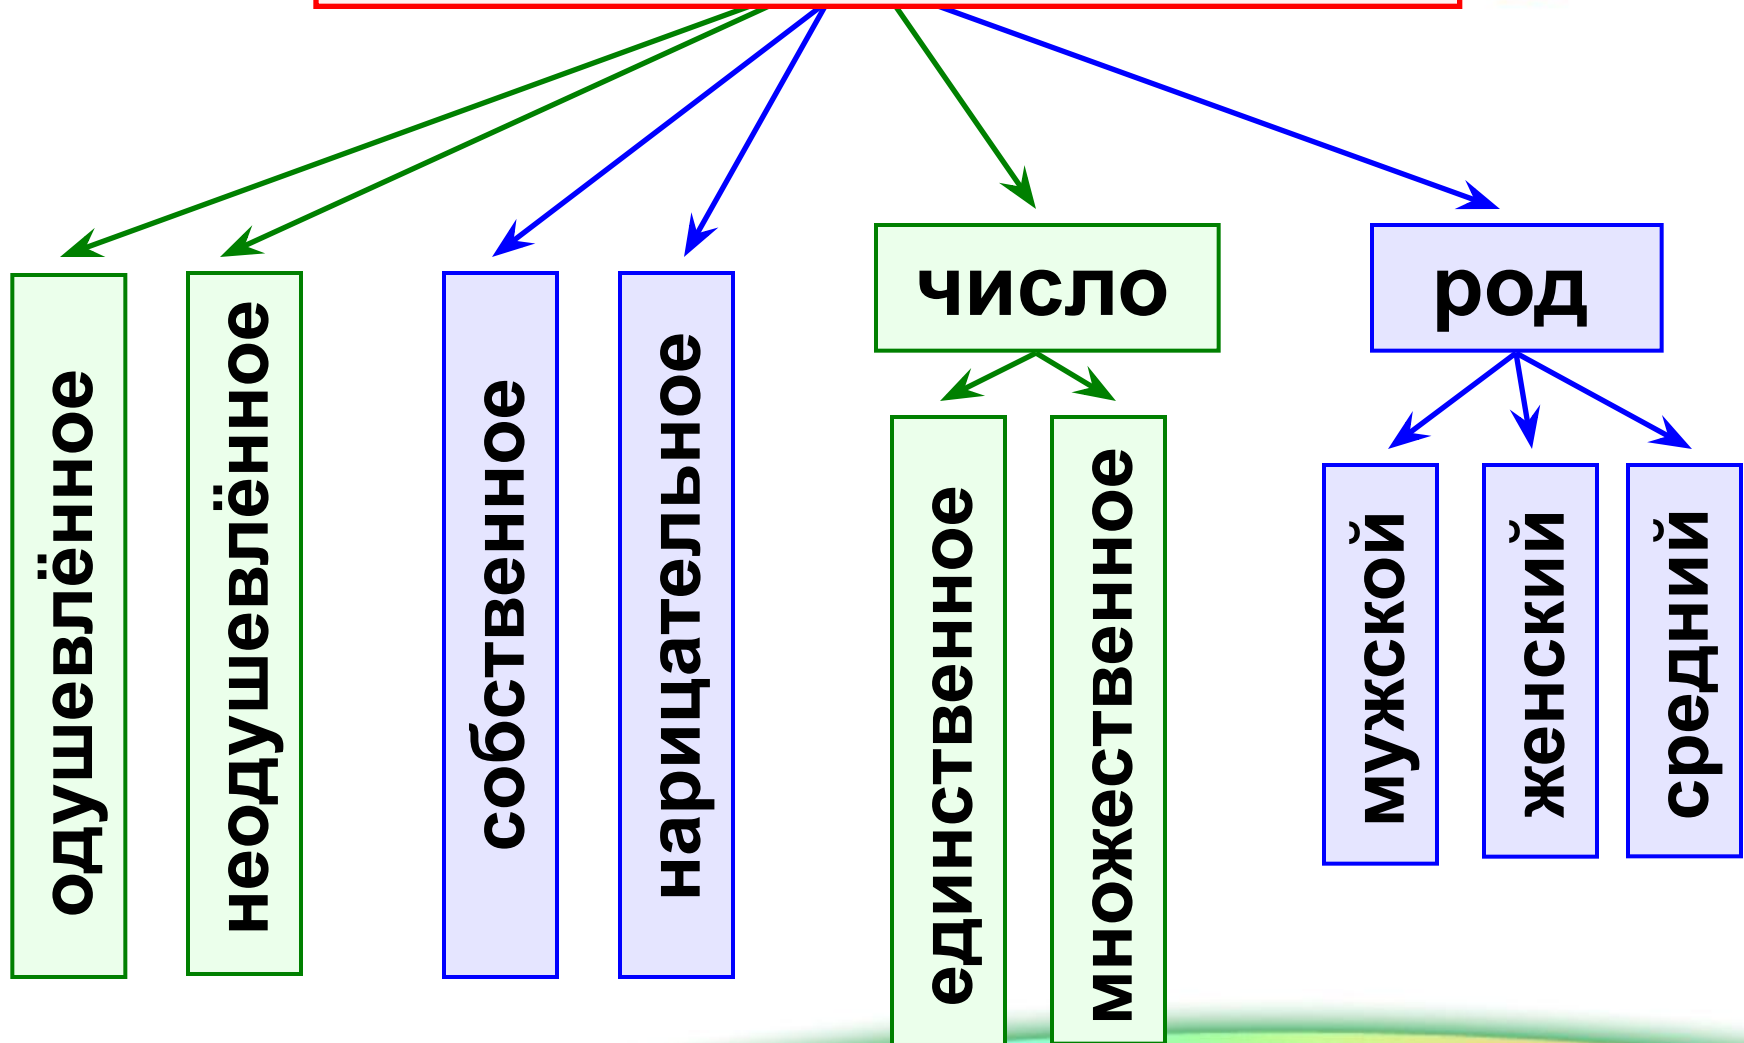 одушевлённое
неодушевлённое
собственное
нарицательное
число
единственное
множественное
род
мужской
женский
средний